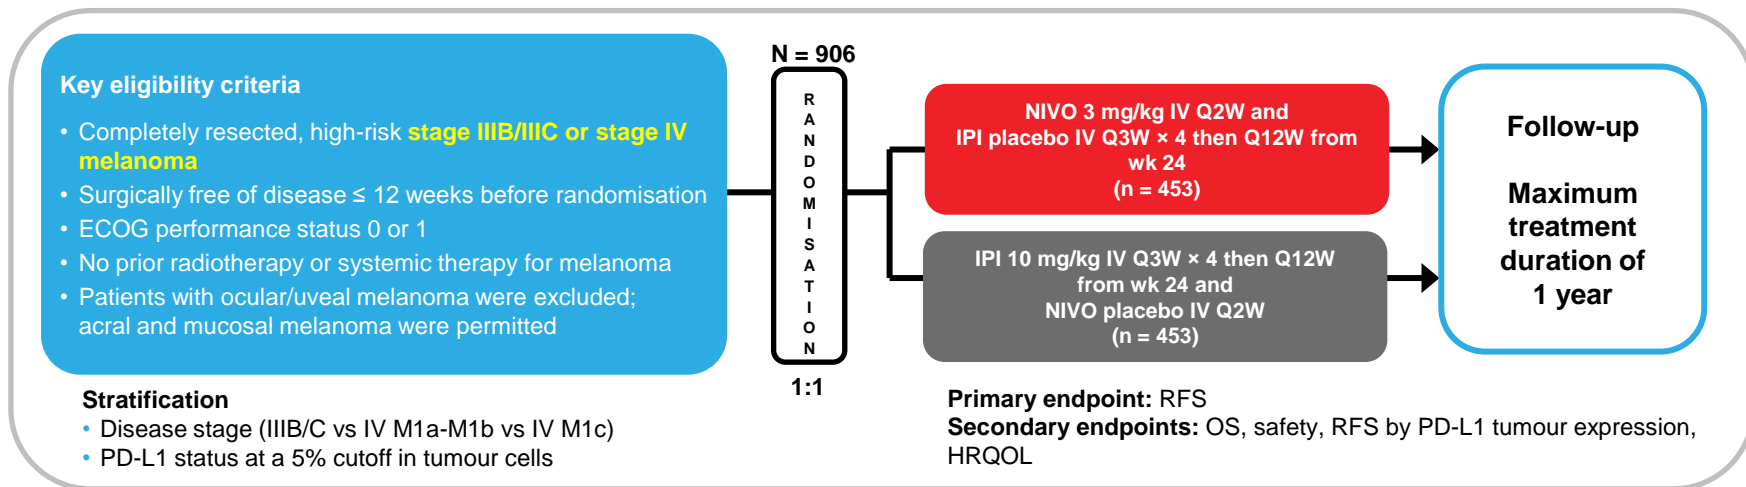 Key eligibility criteria
• Completely resected, high-risk stage IIIB/IIIC or stage IV
melanoma
• Surgically free of disease ≤ 12 weeks before randomisation
• ECOG performance status 0 or 1
• No prior radiotherapy or systemic therapy for melanoma
• Patients with ocular/uveal melanoma were excluded;
acral and mucosal melanoma were permitted
Stratification
• Disease stage (IIIB/C vs IV M1a-M1b vs IV M1c)
• PD-L1 status at a 5% cutoff in tumour cells
N = 906
RANDOMISATION
1:1
NIVO 3 mg/kg IV Q2W and
IPI placebo IV Q3W × 4 then Q12W from
wk 24
(n = 453)
IPI 10 mg/kg IV Q3W × 4 then Q12W
from wk 24 and
NIVO placebo IV Q2W
(n = 453)
Primary endpoint: RFS
Secondary endpoints: OS, safety, RFS by PD-L1 tumour expression,
HRQOL
Follow-up
Maximum
treatment
duration of
1 year